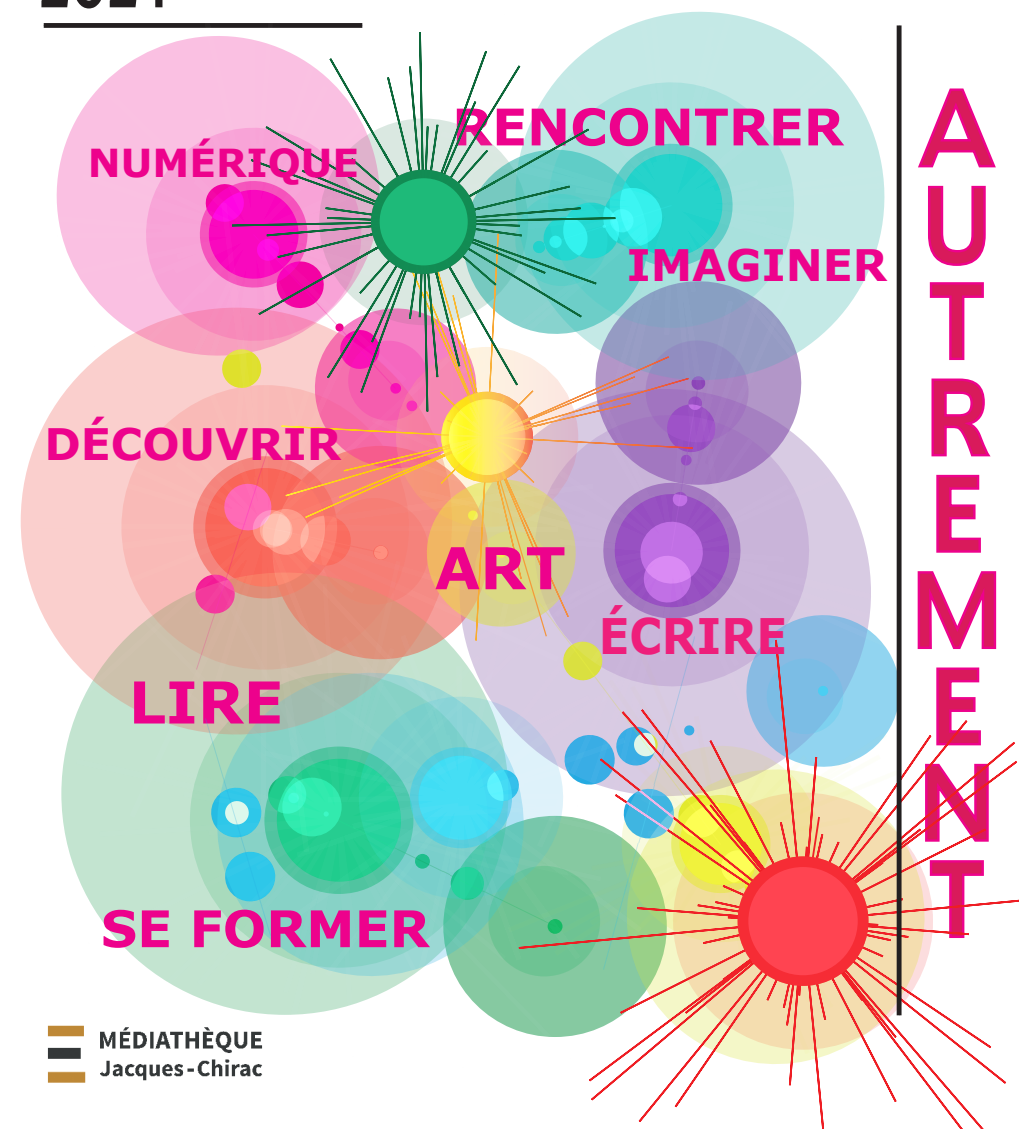 RENCONTRER
NUMÉRIQUE
IMAGINER
DÉCOUVRIR
ART
ÉCRIRE
LIRE
SE FORMER
AUTREMENT
MÉDIATHÈQUE
Jacques-Chirac